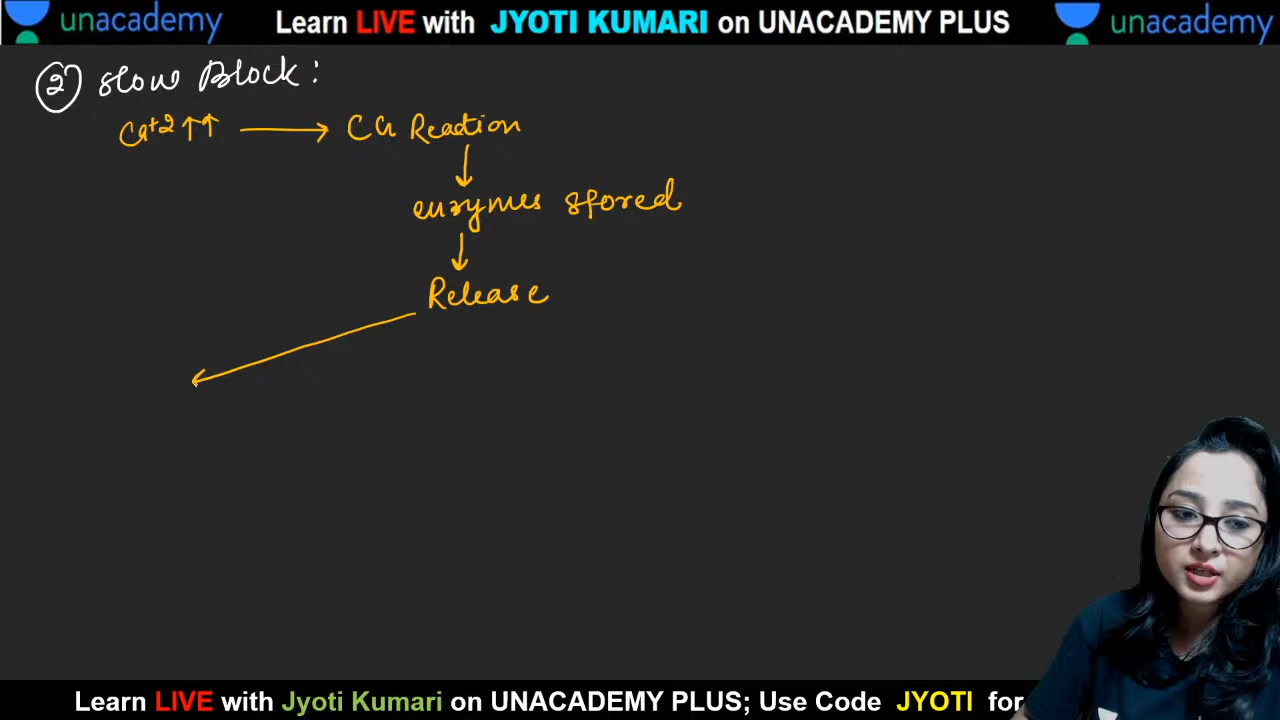 unacademy Learn LIVE with JYOTI KUMARI on UNACADEMY PLUS unacademy
② Slow Block:
Ca+2 ↑↑ → CG Reaction
↓
enzymes stored
↓
Release
Learn LIVE with Jyoti Kumari on UNACADEMY PLUS; Use Code JYOTI for